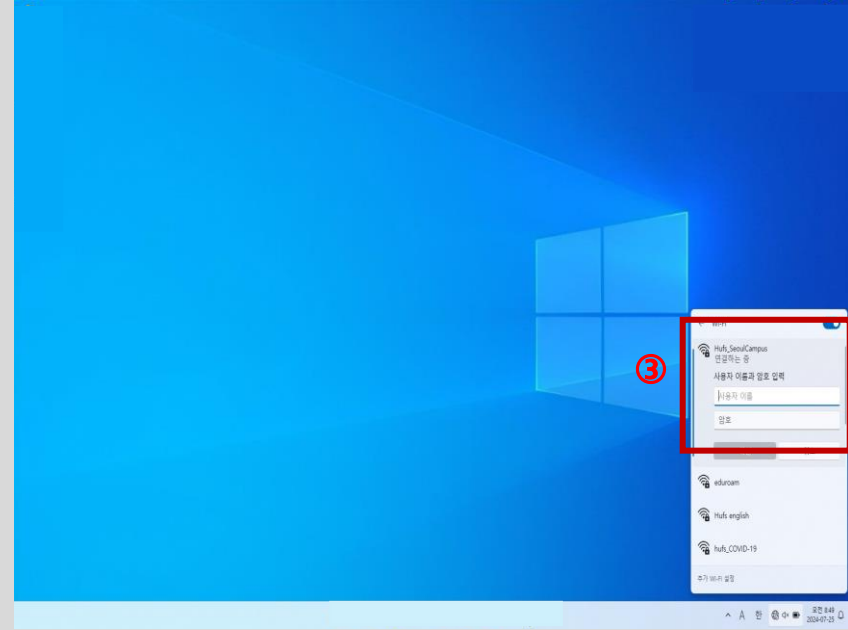 Wi-Fi
Hufs_SeoulCampus
연결하는 중
사용자 이름과 암호 입력
사용자 이름
암호
③
eduroam
Hufs english
hufs_COVID-19
추가 Wi-Fi 설정
A 한
오전 8:49
2024-07-25